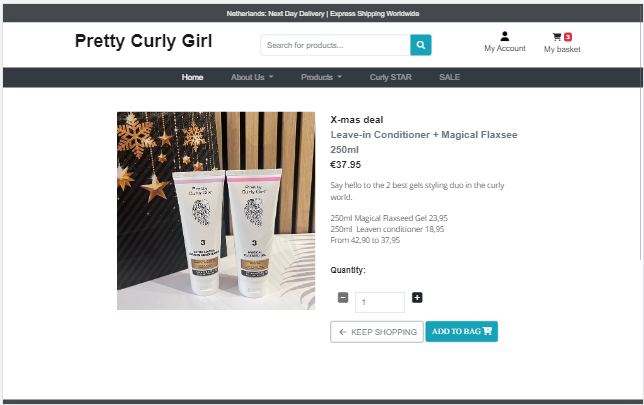 Netherlands: Next Day Delivery | Express Shipping Worldwide
Pretty Curly Girl
Search for products...
My Account
3
My basket
Home About Us Products Curly STAR SALE
X-mas deal
Leave-in Conditioner + Magical Flaxsee
250ml
€37.95
Say hello to the 2 best gels styling duo in the curly
world.
250ml Magical Flaxseed Gel 23,95
250ml Leaven conditioner 18,95
From 42,90 to 37,95
Quantity:
1
KEEP SHOPPING
ADD TO BAG
Pretty
Curly Girl
3
Pretty
Curly Girl
3
MAGICAL
FLAXSEED GEL